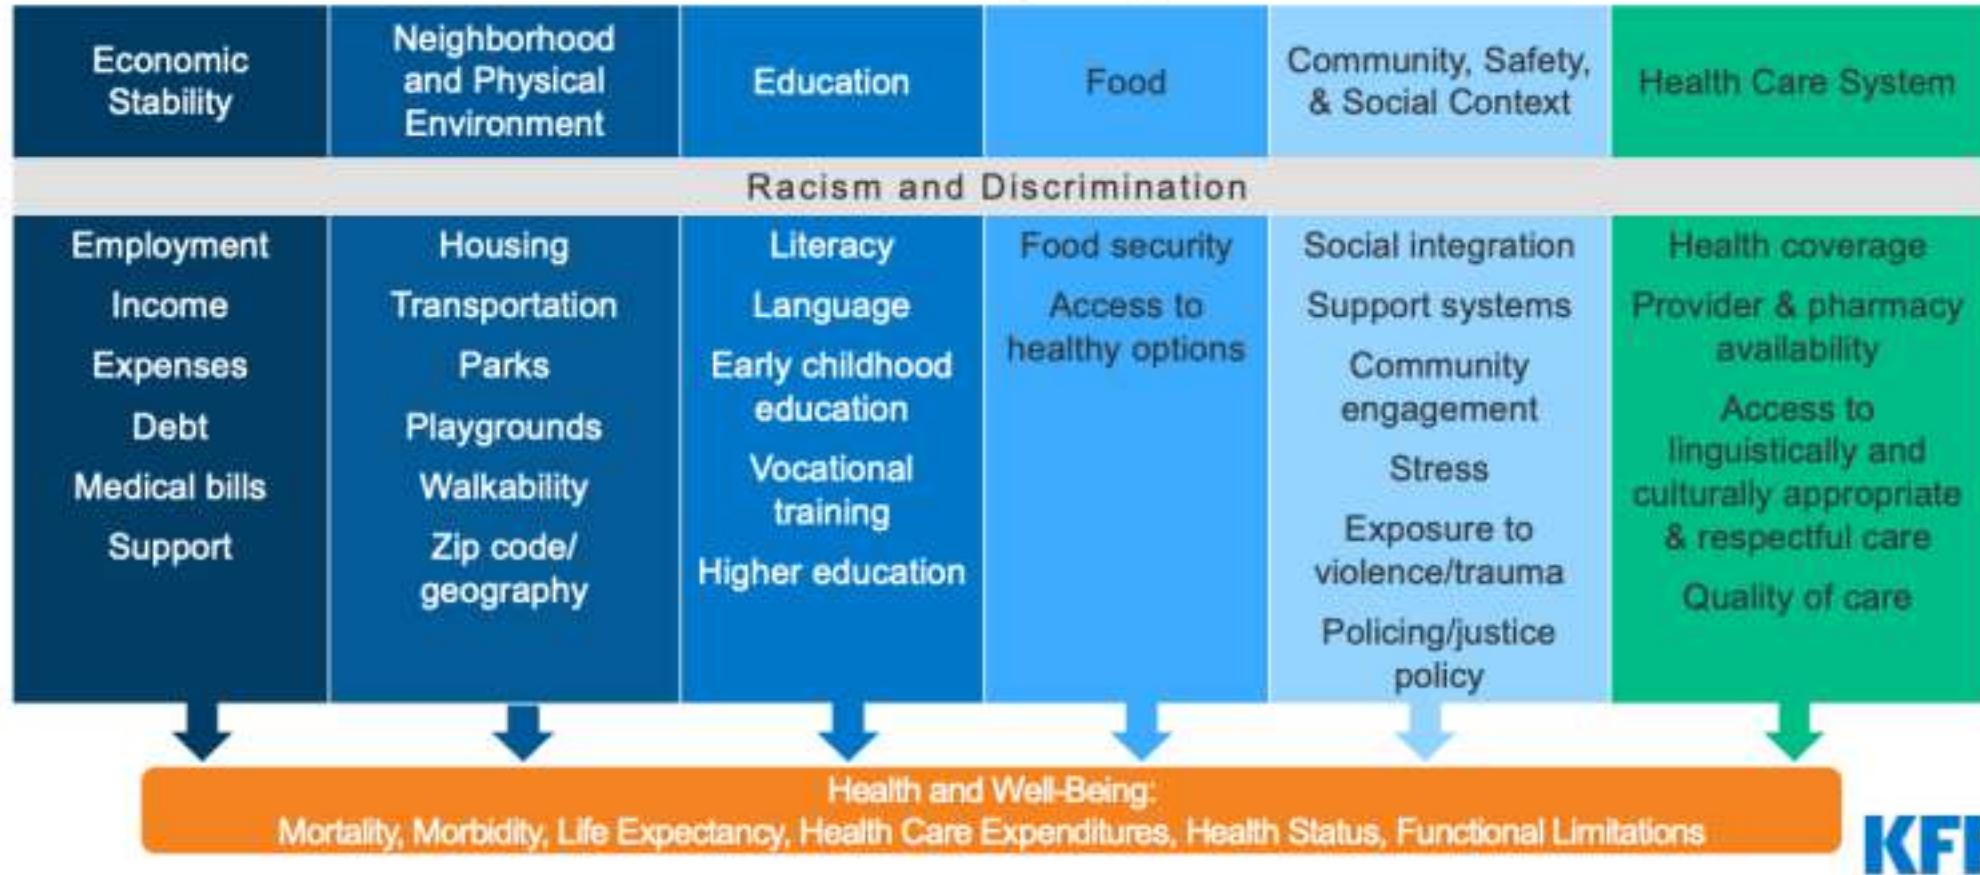 Economic
Stability
Neighborhood
and Physical
Environment
Education
Food
Community, Safety,
& Social Context
Health Care System
Racism and Discrimination
Employment
Income
Expenses
Debt
Medical bills
Support
Housing
Transportation
Parks
Playgrounds
Walkability
Zip code/
geography
Literacy
Language
Early childhood
education
Vocational
training
Higher education
Food security
Access to
healthy options
Social integration
Support systems
Community
engagement
Stress
Exposure to
violence/trauma
Policing/justice
policy
Health coverage
Provider & pharmacy
availability
Access to
linguistically and
culturally appropriate
& respectful care
Quality of care
Health and Well-Being:
Mortality, Morbidity, Life Expectancy, Health Care Expenditures, Health Status, Functional Limitations